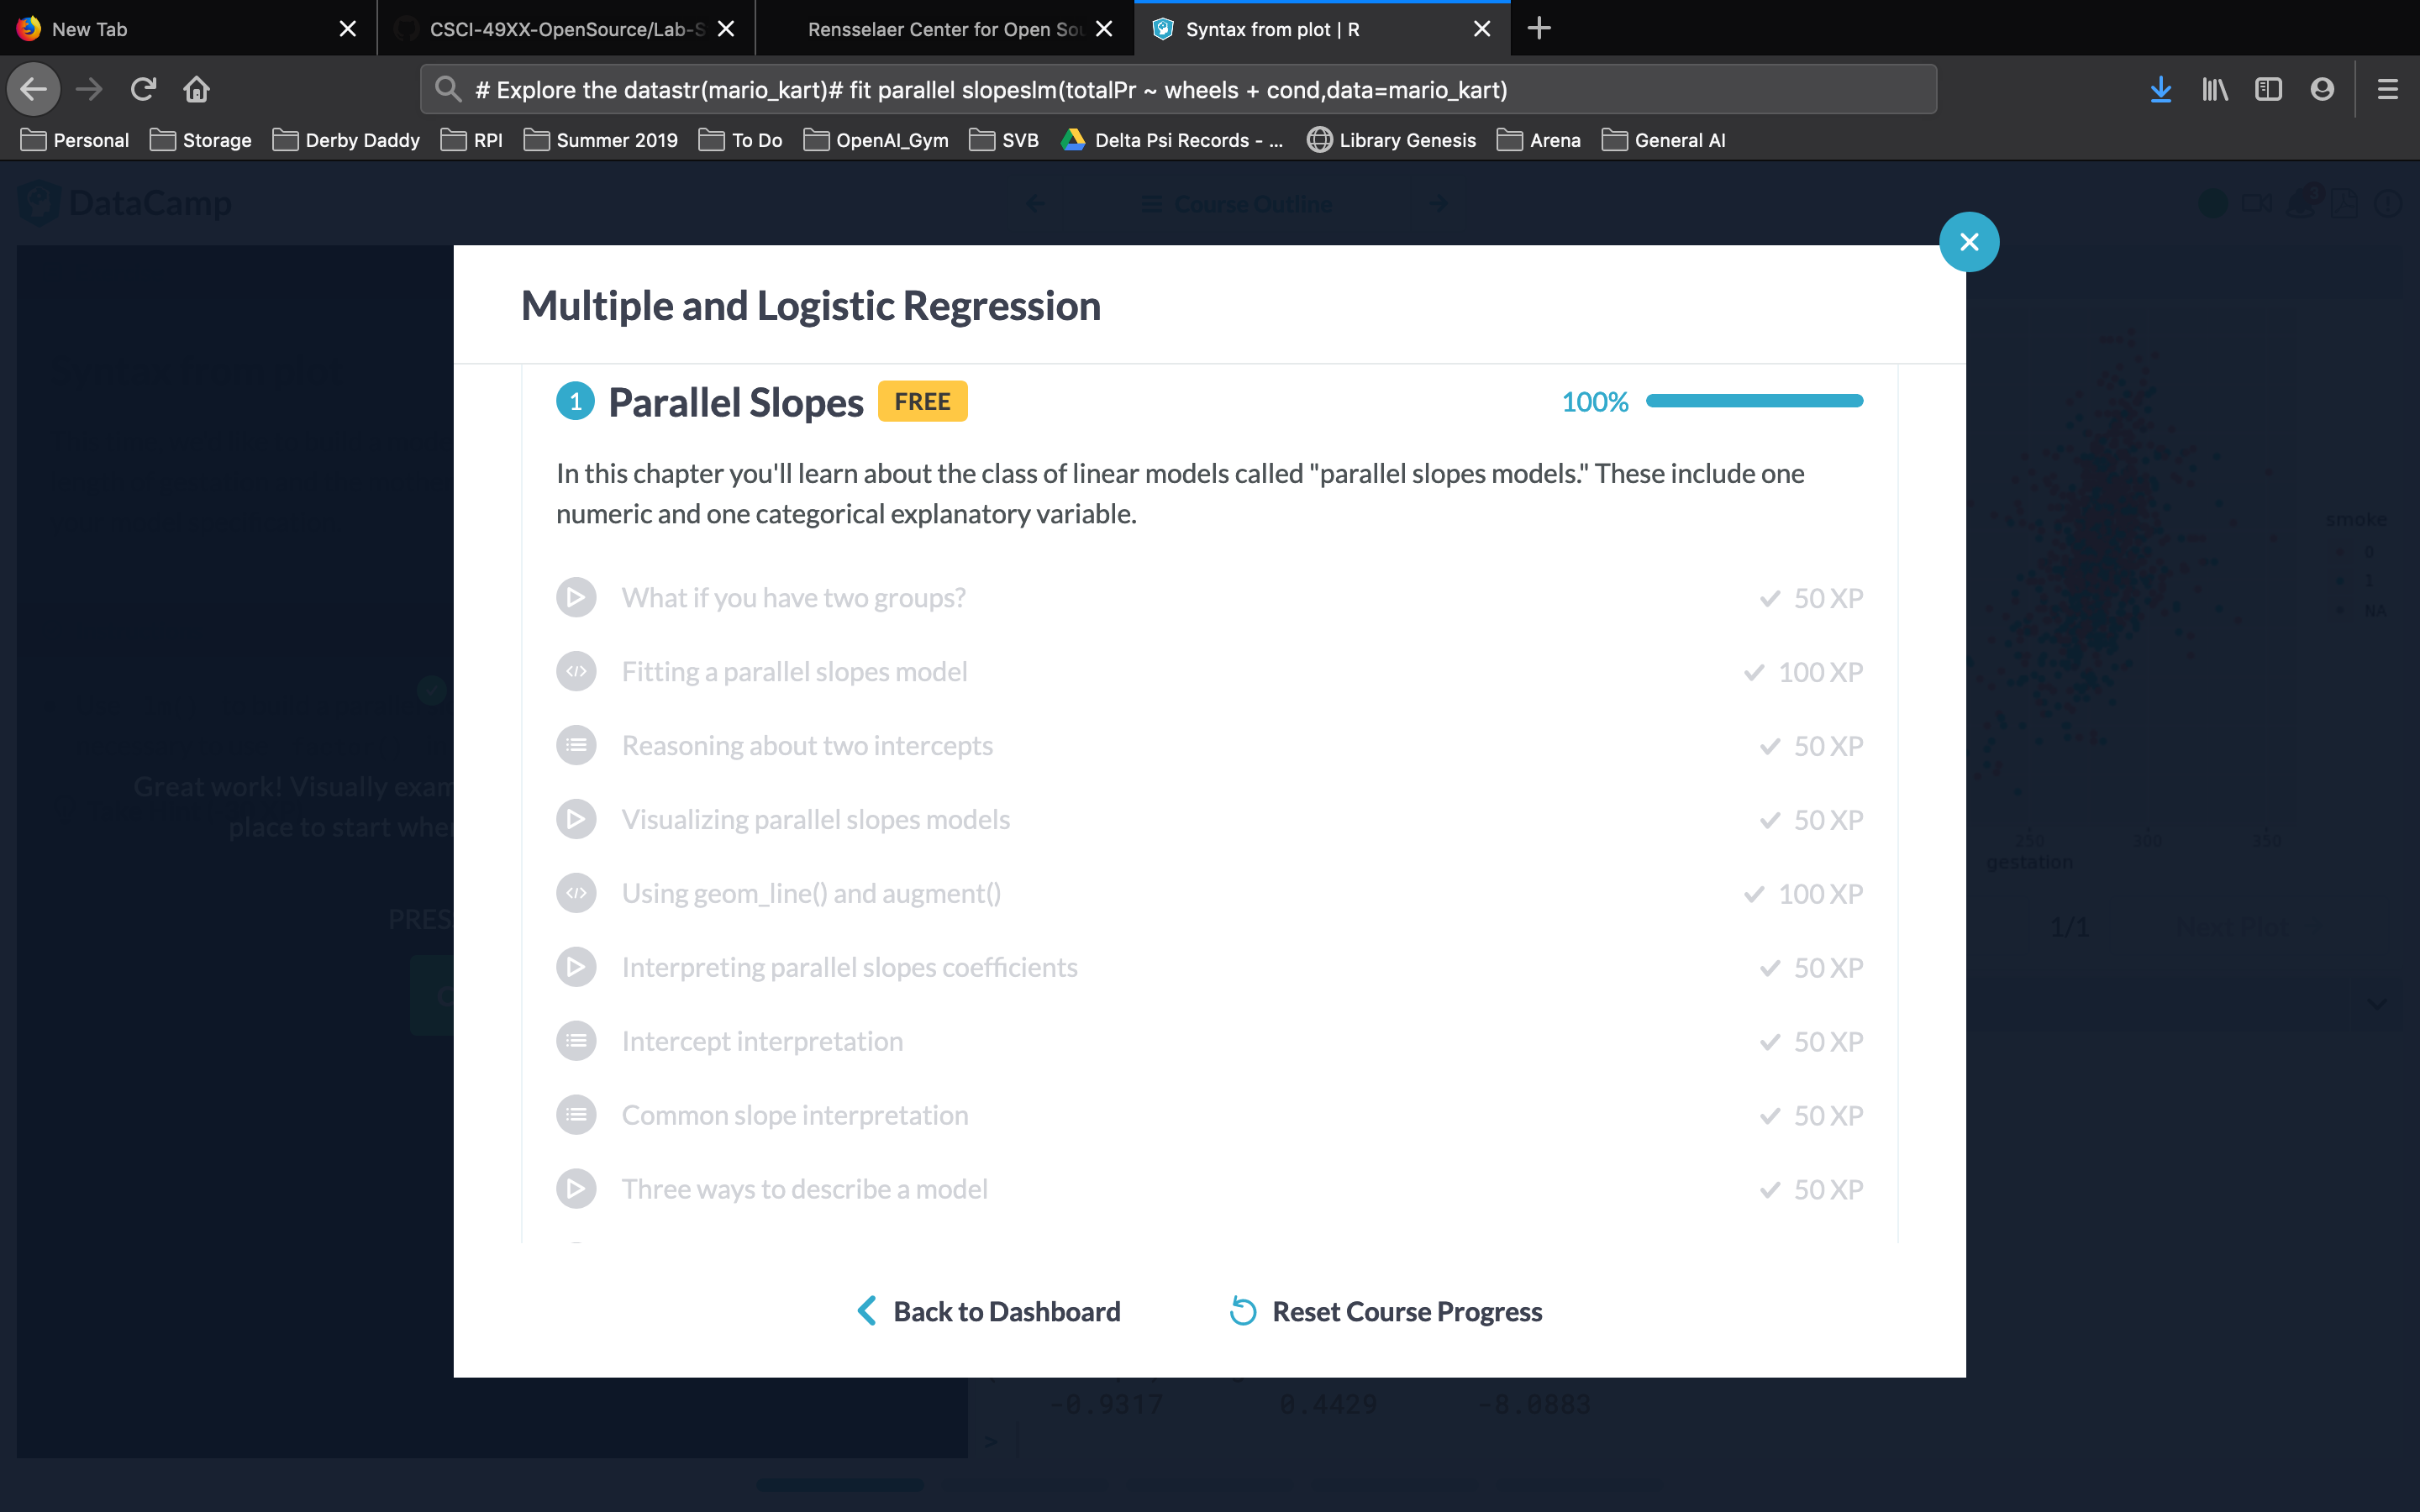 New Tab
CSCI-49XX-OpenSource/Lab-S
Rensselaer Center for Open Sou
Syntax from plot | R
# Explore the datastr(mario_kart)# fit parallel slopeslm(totalPr ~ wheels + cond,data=mario_kart)
Personal Storage Derby Daddy RPI Summer 2019 To Do OpenAI_Gym SVB Delta Psi Records - ... Library Genesis Arena General AI
DataCamp
Course Outline
3
Multiple and Logistic Regression
1 Parallel Slopes FREE 100%
In this chapter you'll learn about the class of linear models called "parallel slopes models." These include one
numeric and one categorical explanatory variable.
What if you have two groups? 50 XP
Fitting a parallel slopes model 100 XP
Reasoning about two intercepts 50 XP
Visualizing parallel slopes models 50 XP
Using geom_line() and augment() 100 XP
Interpreting parallel slopes coefficients 50 XP
Intercept interpretation 50 XP
Common slope interpretation 50 XP
Three ways to describe a model 50 XP
Back to Dashboard
Reset Course Progress
Syntax from plot
Great work! Visually exam
place to start whe
PRES
smoke
0
1
NA
250 300 350
gestation
1/1
Next Plot
-0.9317 0.4429 -8.0883
>